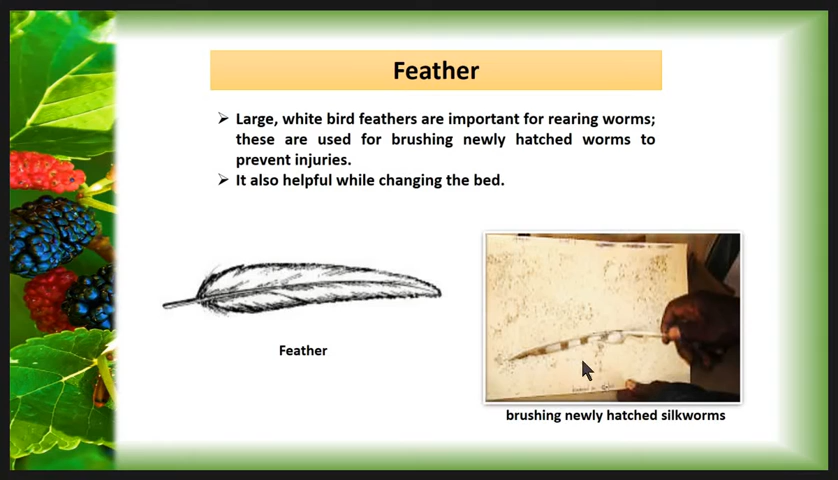 Feather
➢ Large, white bird feathers are important for rearing worms;
these are used for brushing newly hatched worms to
prevent injuries.
➢ It also helpful while changing the bed.
Feather
brushing newly hatched silkworms